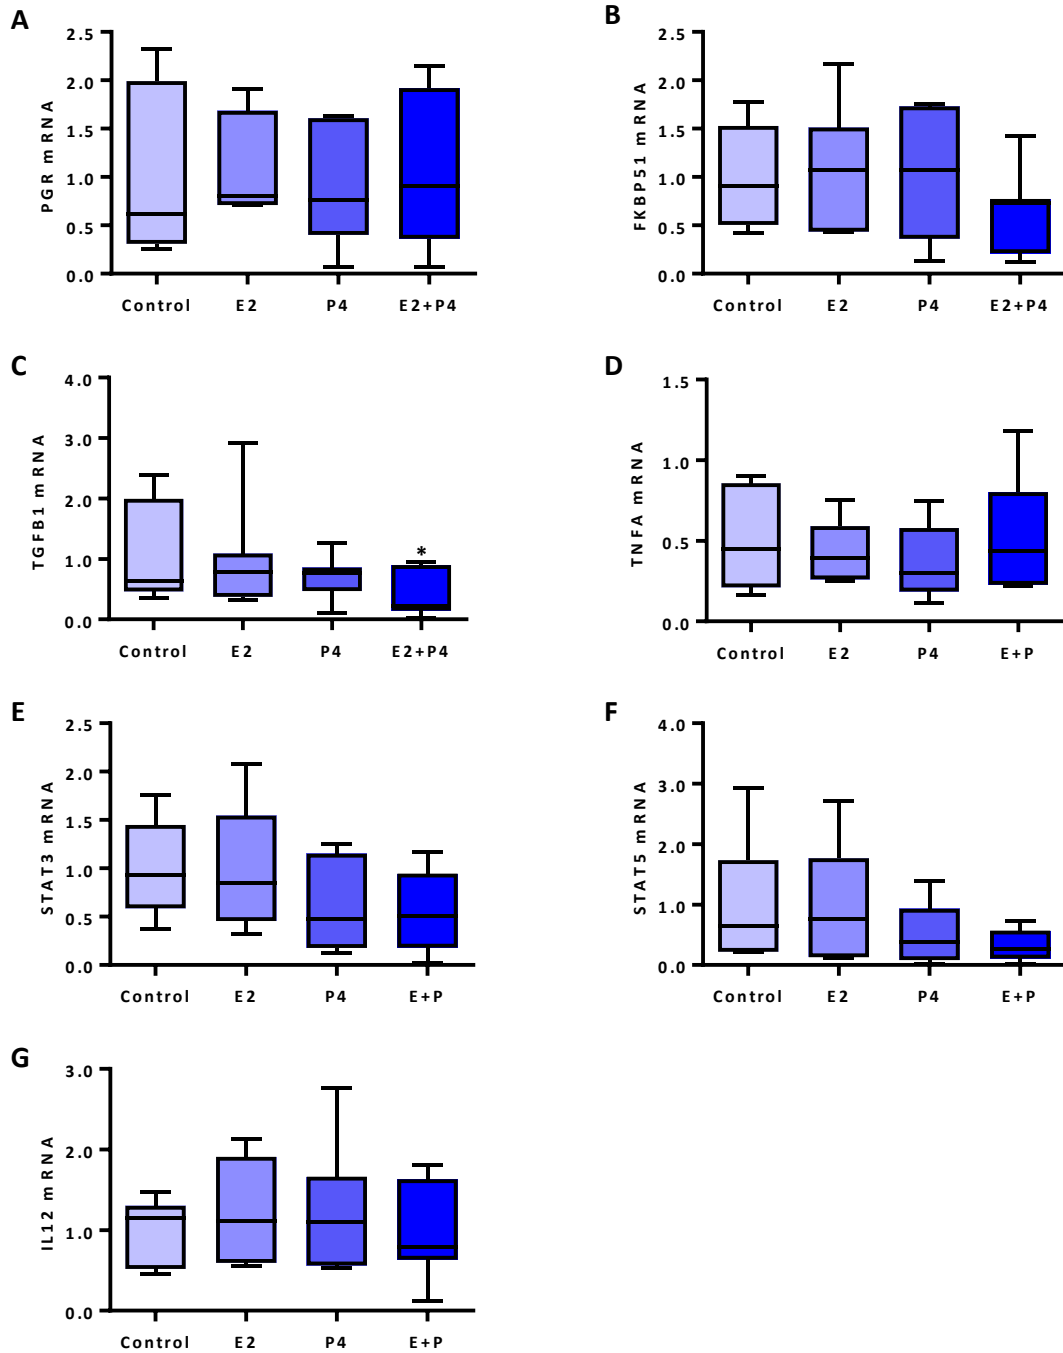 A
PGR mRNA
2.5
2.0
1.5
1.0
0.5
0.0
Control E2 P4 E2+P4
B
FKBP51 mRNA
2.5
2.0
1.5
1.0
0.5
0.0
Control E2 P4 E2+P4
C
TGFB1 mRNA
4.0
3.0
2.0
1.0
0.0
*
Control E2 P4 E2+P4
D
TNFA mRNA
1.5
1.0
0.5
0.0
Control E2 P4 E+P
E
STAT3 mRNA
2.5
2.0
1.5
1.0
0.5
0.0
Control E2 P4 E+P
F
STAT5 mRNA
4.0
3.0
2.0
1.0
0.0
Control E2 P4 E+P
G
IL12 mRNA
3.0
2.0
1.0
0.0
Control E2 P4 E+P